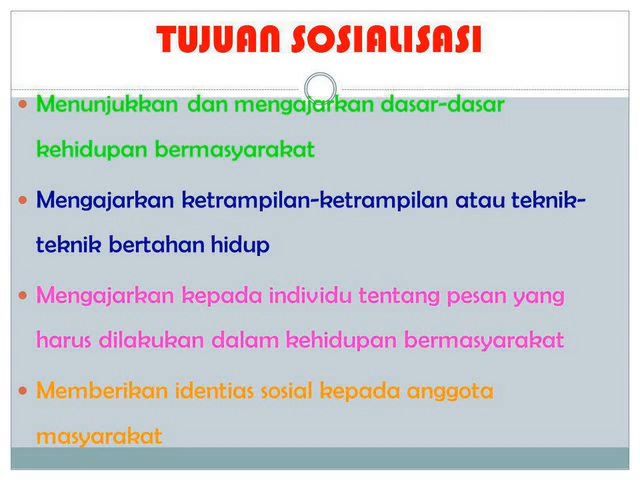 TUJUAN SOSIALISASI
• Menunjukkan dan mengajarkan dasar-dasar
kehidupan bermasyarakat
• Mengajarkan ketrampilan-ketrampilan atau teknik-
teknik bertahan hidup
• Mengajarkan kepada individu tentang pesan yang
harus dilakukan dalam kehidupan bermasyarakat
• Memberikan identias sosial kepada anggota
masyarakat